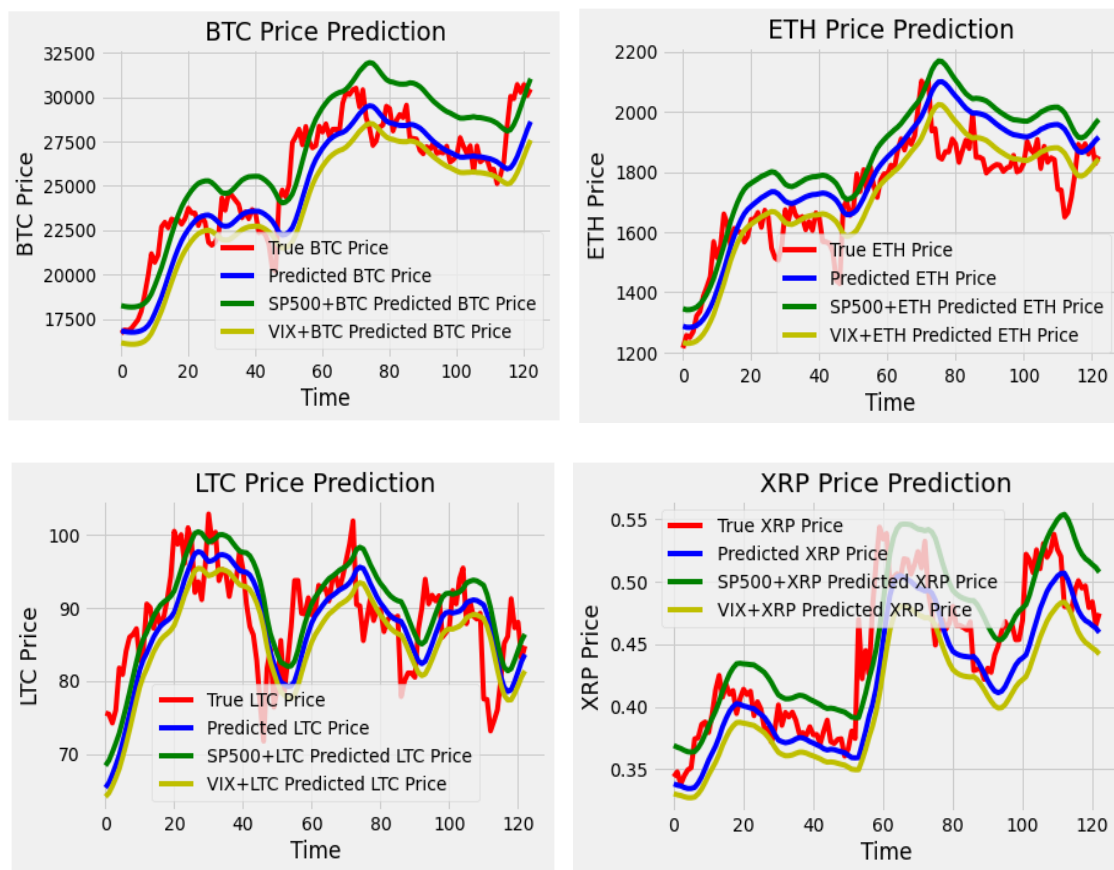 BTC Price Prediction
32500
30000
27500
25000
22500
20000
17500
BTC Price
True BTC Price
Predicted BTC Price
SP500+BTC Predicted BTC Price
VIX+BTC Predicted BTC Price
0 20 40 60 80 100 120
Time
ETH Price Prediction
2200
2000
1800
1600
1400
1200
ETH Price
True ETH Price
Predicted ETH Price
SP500+ETH Predicted ETH Price
VIX+ETH Predicted ETH Price
0 20 40 60 80 100 120
Time
LTC Price Prediction
100
90
80
70
LTC Price
True LTC Price
Predicted LTC Price
SP500+LTC Predicted LTC Price
VIX+LTC Predicted LTC Price
0 20 40 60 80 100 120
Time
XRP Price Prediction
0.55
0.50
0.45
0.40
0.35
XRP Price
True XRP Price
Predicted XRP Price
SP500+XRP Predicted XRP Price
VIX+XRP Predicted XRP Price
0 20 40 60 80 100 120
Time